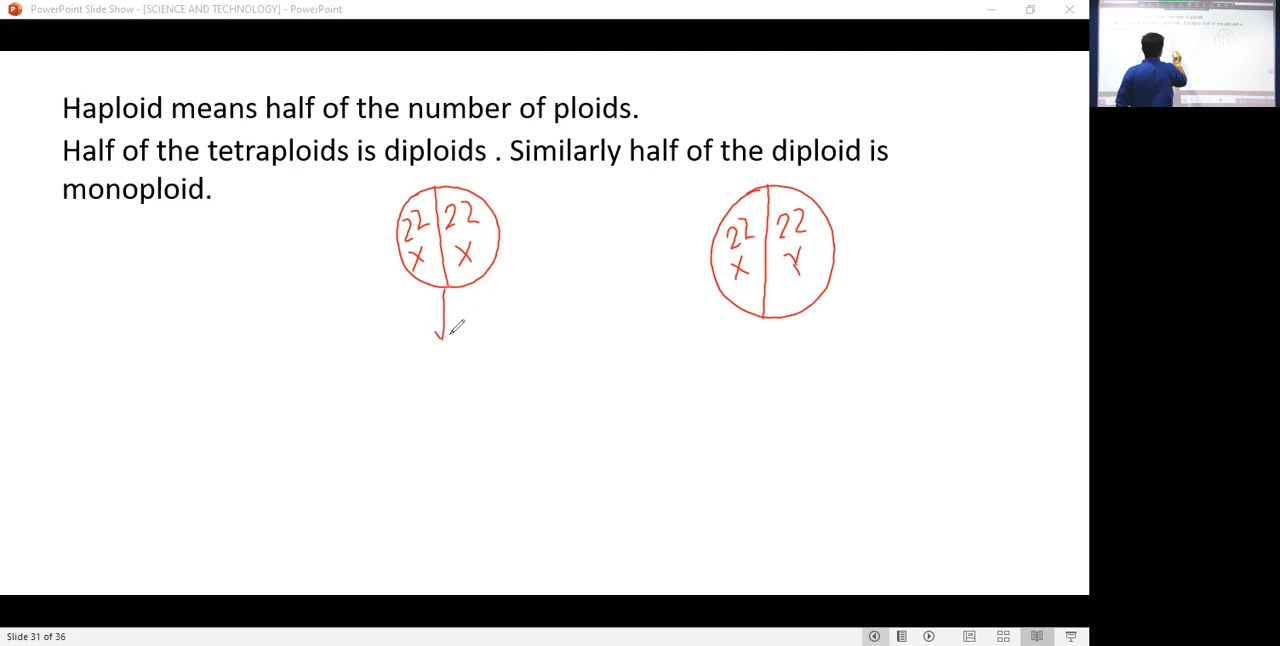 PowerPoint Slide Show - [SCIENCE AND TECHNOLOGY] - PowerPoint
Haploid means half of the number of ploids.
Half of the tetraploids is diploids . Similarly half of the diploid is
monoploid.
22 22
X X
22 22
X Y
Slide 31 of 36